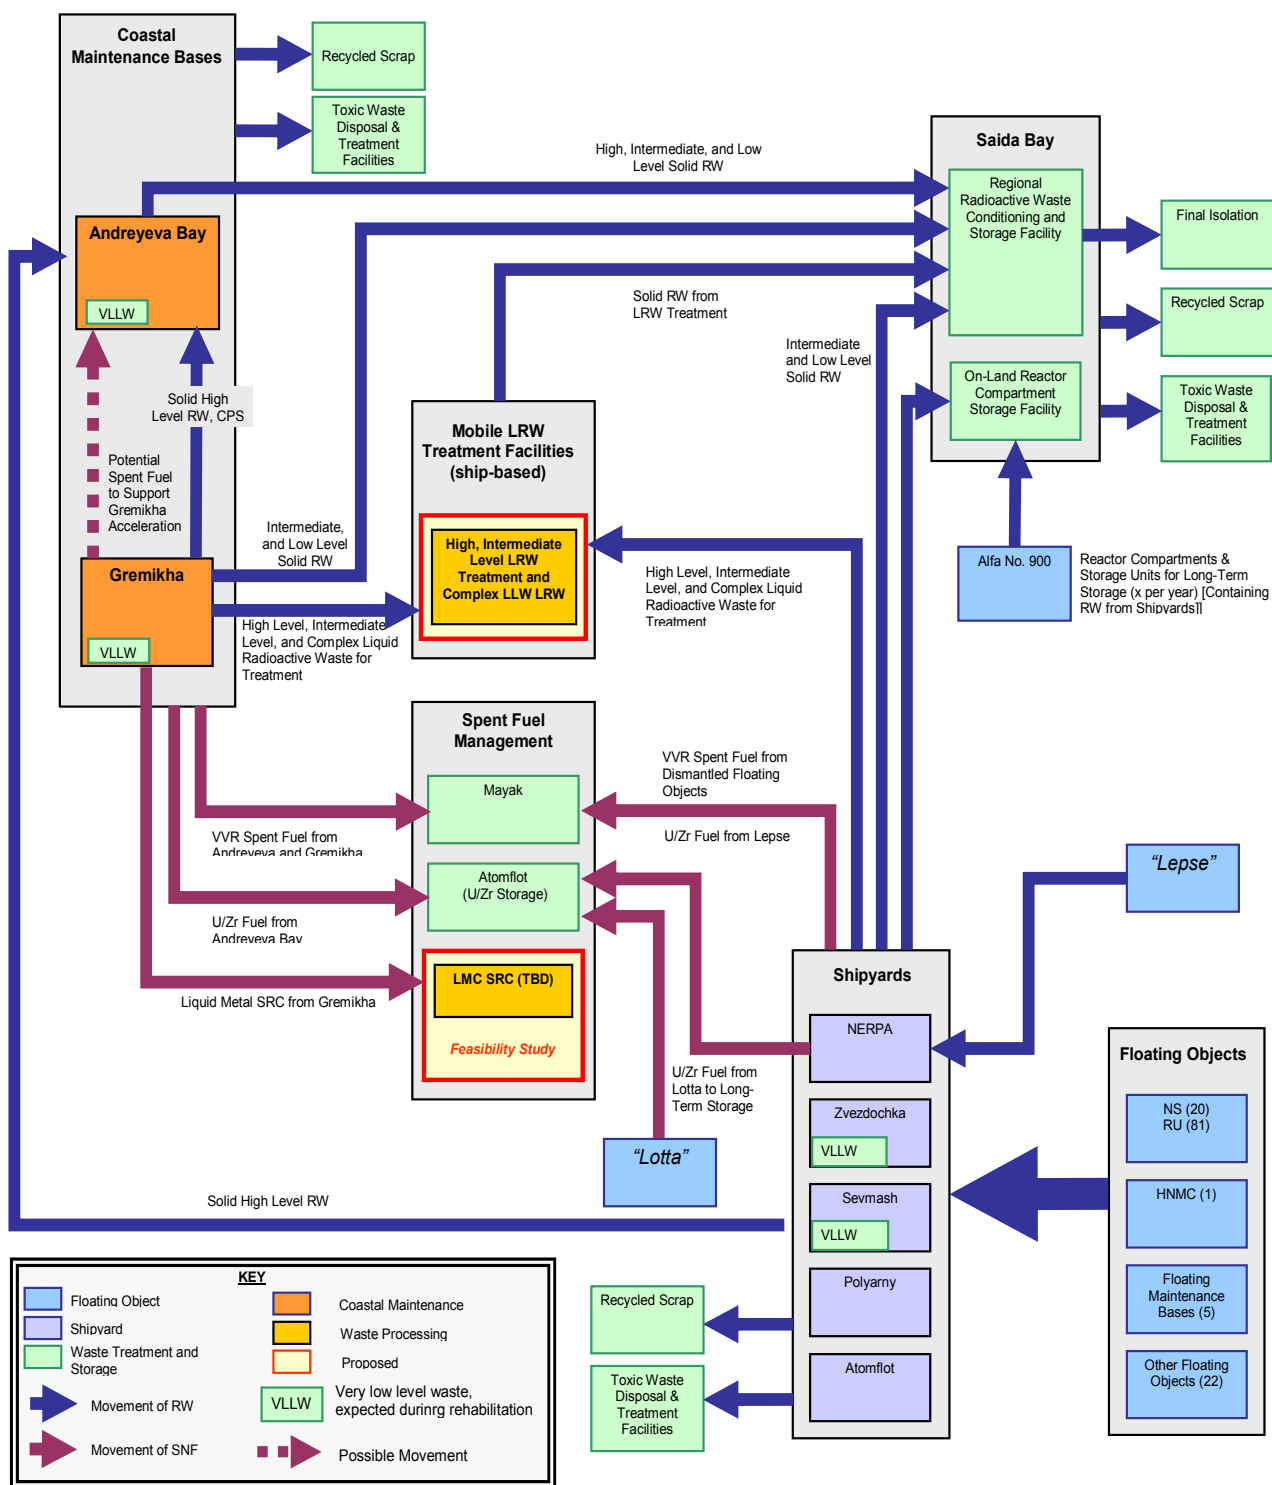 Coastal
Maintenance Bases
Recycled Scrap
Toxic Waste
Disposal &
Treatment
Facilities
High, Intermediate, and Low
Level Solid RW
Saida Bay
Regional
Radioactive Waste
Conditioning and
Storage Facility
Final Isolation
Andreyeva Bay
VLLW
Solid RW from
LRW Treatment
Recycled Scrap
Intermediate
and Low Level
Solid RW
On-Land Reactor
Compartment
Storage Facility
Toxic Waste
Disposal &
Treatment
Facilities
Solid High
Level RW, CPS
Mobile LRW
Treatment Facilities
(ship-based)
Potential
Spent Fuel
to Support
Gremikha
Acceleration
Intermediate,
and Low Level
Solid RW
High, Intermediate
Level LRW
Treatment and
Complex LLW LRW
High Level, Intermediate
Level, and Complex Liquid
Radioactive Waste for
Treatment
Alfa No. 900
Reactor Compartments &
Storage Units for Long-Term
Storage (x per year) [Containing
RW from Shipyards]]
Gremikha
VLLW
High Level, Intermediate
Level, and Complex Liquid
Radioactive Waste for
Treatment
Spent Fuel
Management
Mayak
VVR Spent Fuel from
Dismantled Floating
Objects
VVR Spent Fuel from
Andreyeva and Gremikha
U/Zr Fuel from Lepse
"Lepse"
Atomflot
(U/Zr Storage)
U/Zr Fuel from
Andreyeva Bay
LMC SRC (TBD)
Feasibility Study
Liquid Metal SRC from Gremikha
Shipyards
NERPA
Floating Objects
U/Zr Fuel from
Lotta to Long-
Term Storage
NS (20)
RU (81)
Zvezdochka
VLLW
"Lotta"
Solid High Level RW
Sevmash
VLLW
HNMC (1)
Floating
Maintenance
Bases (5)
Polyarny
Recycled Scrap
Other Floating
Objects (22)
Atomflot
Toxic Waste
Disposal &
Treatment
Facilities
KEY
Floating Object
Coastal Maintenance
Shipyard
Waste Processing
Waste Treatment and
Storage
Proposed
Movement of RW
VLLW
Very low level waste,
expected durinrg rehabilitation
Movement of SNF
Possible Movement